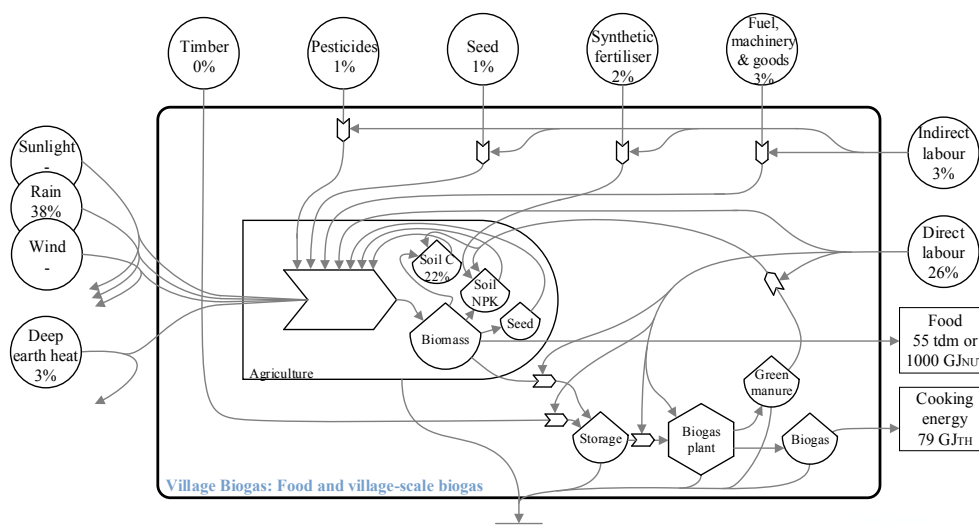 Timber
0%
Pesticides
1%
Seed
1%
Synthetic
fertiliser
2%
Fuel,
machinery
& goods
3%
Sunlight
-
Rain
38%
Wind
-
Deep
earth heat
3%
Indirect
labour
3%
Direct
labour
26%
Soil C
22%
Soil
NPK
Seed
Biomass
Agriculture
Food
55 tdm or
1000 GJNUT
Green
manure
Cooking
energy
79 GJTH
Storage
Biogas
plant
Biogas
Village Biogas: Food and village-scale biogas